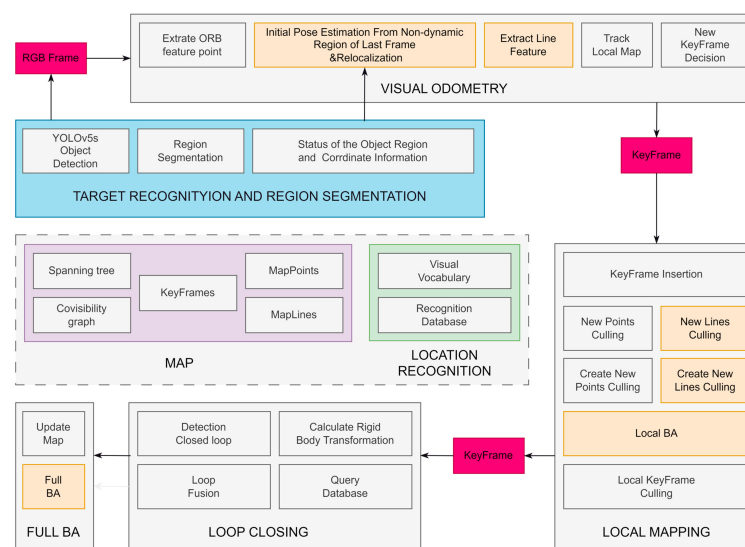 RGB Frame
Extrate ORB
feature point
Initial Pose Estimation From Non-dynamic
Region of Last Frame
&Relocalization
Extract Line
Feature
Track
Local Map
New
KeyFrame
Decision
VISUAL ODOMETRY
YOLOv5s
Object
Detection
Region
Segmentation
Status of the Object Region
and Corrdinate Information
TARGET RECOGNITYION AND REGION SEGMENTATION
KeyFrame
Spanning tree
Covisibility
graph
KeyFrames
MapPoints
MapLines
MAP
Visual
Vocabulary
Recognition
Database
LOCATION
RECOGNITION
KeyFrame Insertion
New Points
Culling
New Lines
Culling
Create New
Points Culling
Create New
Lines Culling
Local BA
Local KeyFrame
Culling
LOCAL MAPPING
KeyFrame
Detection
Closed loop
Calculate Rigid
Body Transformation
Loop
Fusion
Query
Database
LOOP CLOSING
Update
Map
Full
BA
FULL BA